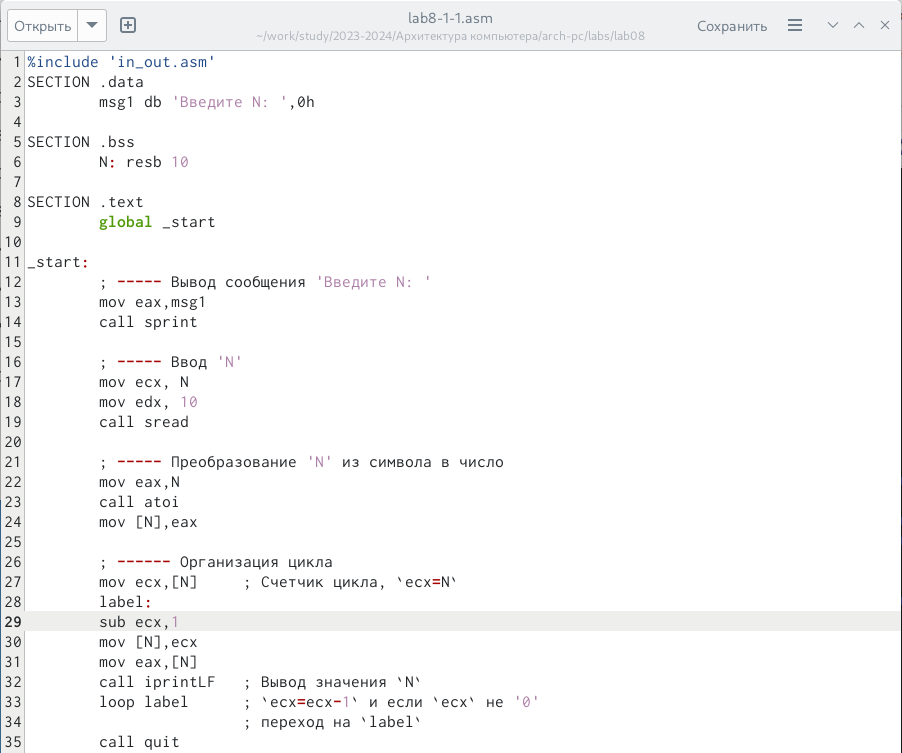 Открыть
lab8-1-1.asm
~/work/study/2023-2024/Архитектура компьютера/arch-pc/labs/lab08
Сохранить
1 %include 'in_out.asm'
2 SECTION .data
3 msg1 db 'Введите N: ',0h
4
5 SECTION .bss
6 N: resb 10
7
8 SECTION .text
9 global _start
10
11 _start:
12 ; ----- Вывод сообщения 'Введите N: '
13 mov eax,msg1
14 call sprint
15
16 ; ----- Ввод 'N'
17 mov ecx, N
18 mov edx, 10
19 call sread
20
21 ; ----- Преобразование 'N' из символа в число
22 mov eax,N
23 call atoi
24 mov [N],eax
25
26 ; ------ Организация цикла
27 mov ecx,[N] ; Счетчик цикла, `ecx=N`
28 label:
29 sub ecx,1
30 mov [N],ecx
31 mov eax,[N]
32 call iprintLF ; Вывод значения `N`
33 loop label ; `ecx=ecx-1` и если `ecx` не '0'
34 ; переход на `label`
35 call quit